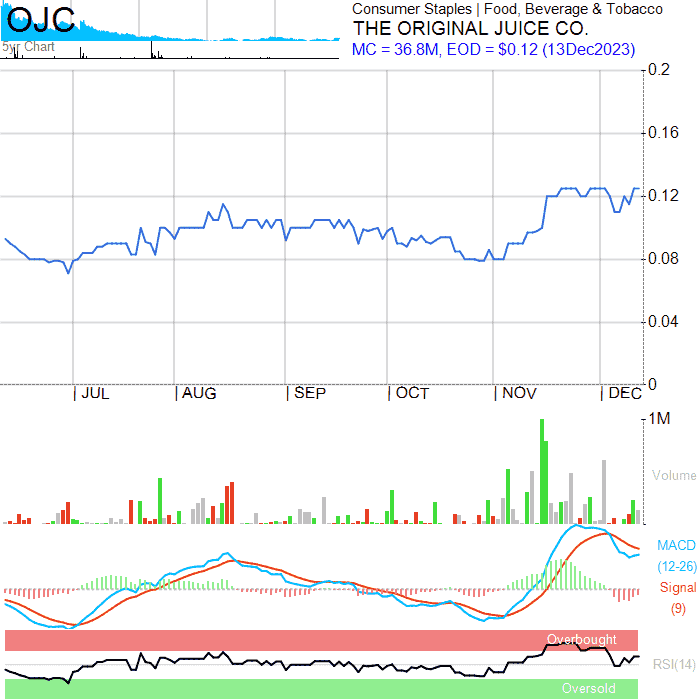 OJC
5yr Chart
Consumer Staples | Food, Beverage & Tobacco
THE ORIGINAL JUICE CO.
MC = 36.8M, EOD = $0.12 (13Dec2023)
0.2
0.16
0.12
0.08
0.04
0
| JUL | AUG | SEP | OCT | NOV | DEC
1M
Volume
MACD
(12-26)
Signal
(9)
Overbought
RSI(14)
Oversold